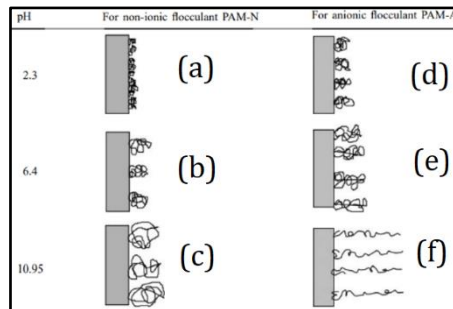 pH For non-ionic flocculant PAM-N For anionic flocculant PAM-A
2.3 (a) (d)
6.4 (b) (e)
10.95 (c) (f)